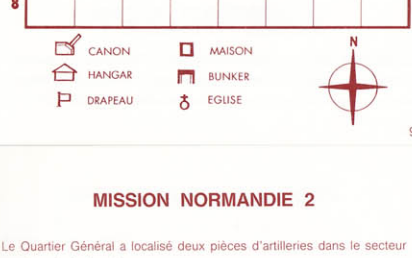 8
N
CANON MAISON
HANGAR BUNKER
DRAPEAU EGLISE
9
MISSION NORMANDIE 2
Le Quartier Général a localisé deux pièces d'artilleries dans le secteur